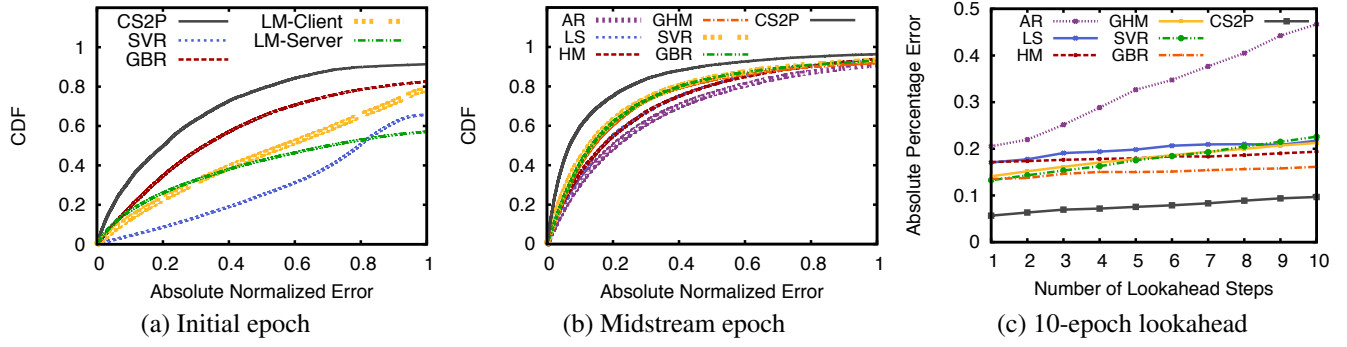 CS2P
SVR
GBR
LM-Client
LM-Server
CDF
1
0.8
0.6
0.4
0.2
0
0 0.2 0.4 0.6 0.8 1
Absolute Normalized Error
(a) Initial epoch
AR
LS
HM
GHM
SVR
GBR
CS2P
CDF
1
0.8
0.6
0.4
0.2
0
0 0.2 0.4 0.6 0.8 1
Absolute Normalized Error
(b) Midstream epoch
AR
LS
HM
GHM
SVR
GBR
CS2P
Absolute Percentage Error
0.5
0.4
0.3
0.2
0.1
0
1 2 3 4 5 6 7 8 9 10
Number of Lookahead Steps
(c) 10-epoch lookahead